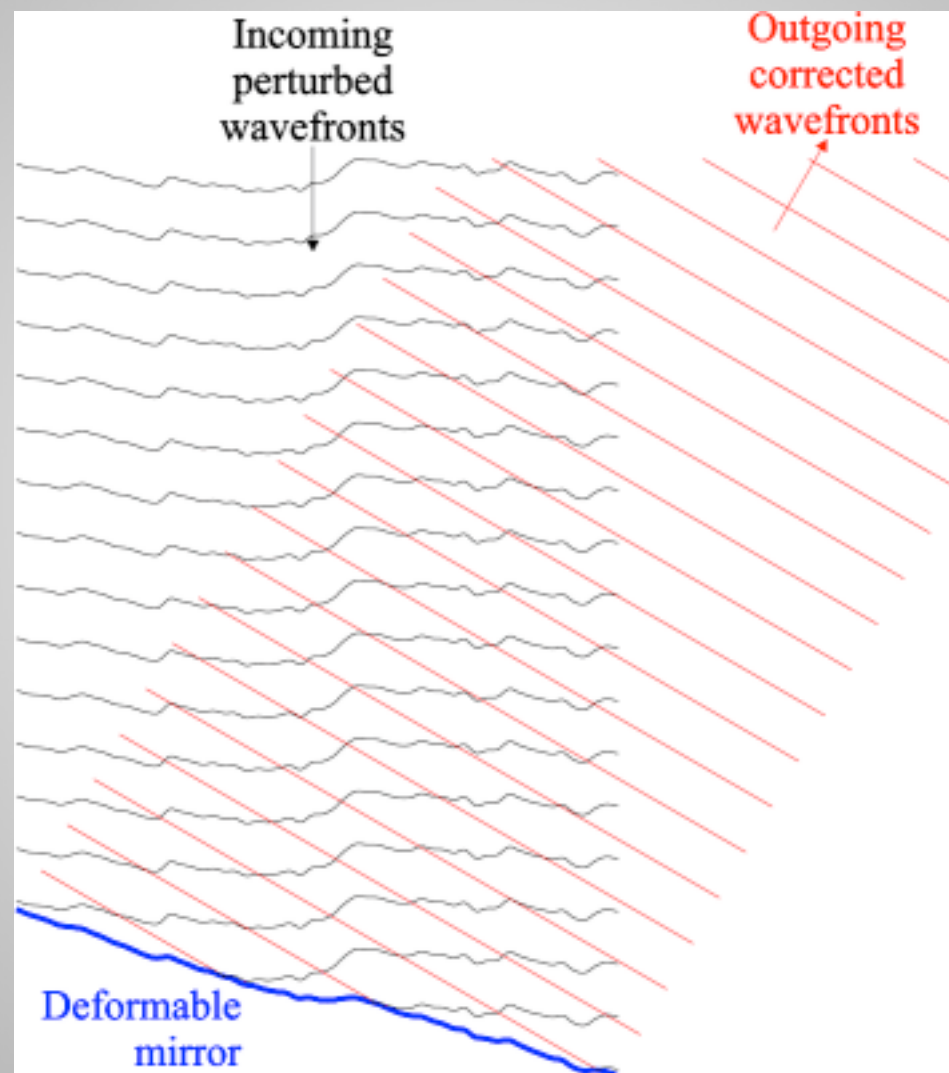 Incoming
perturbed
wavefronts
Outgoing
corrected
wavefronts
Deformable
mirror